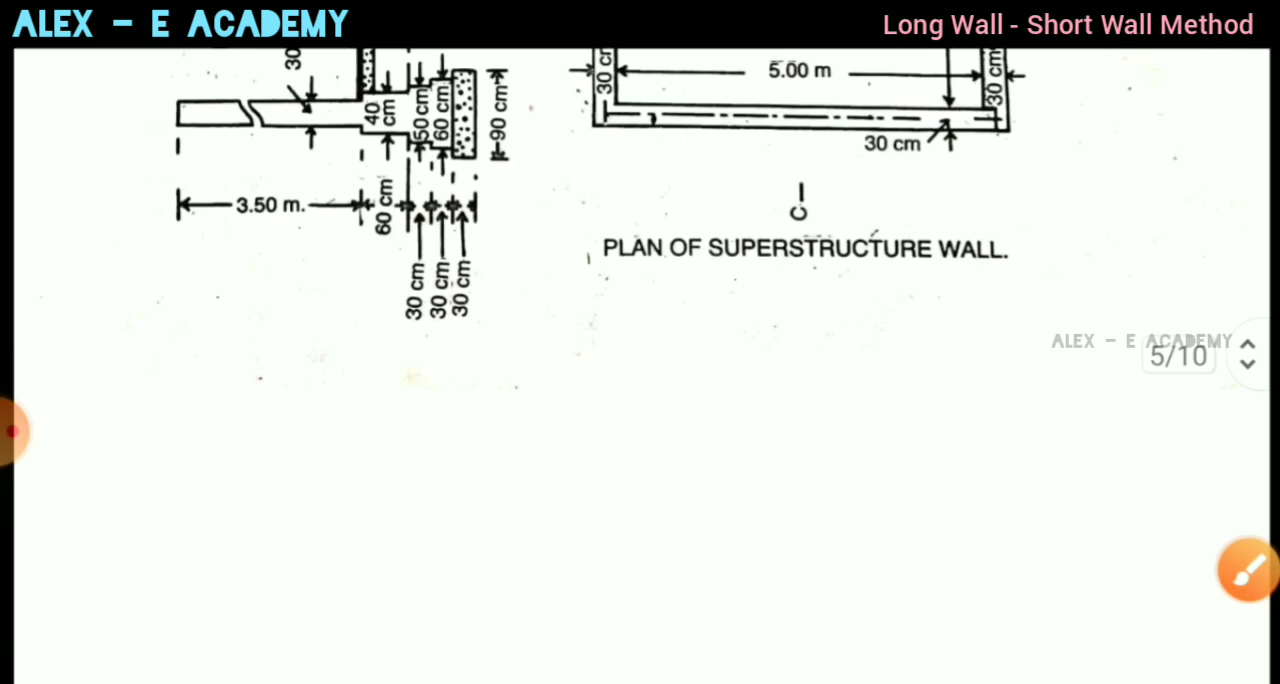 ALEX - E ACADEMY
Long Wall - Short Wall Method
30
40 cm
50 cm
60 cm
90 cm
3.50 m.
60 cm
30 cm
30 cm
30 cm
30 cm
5.00 m
30 cm
30 cm
C
PLAN OF SUPERSTRUCTURE WALL.
ALEX - E ACADEMY
5/10